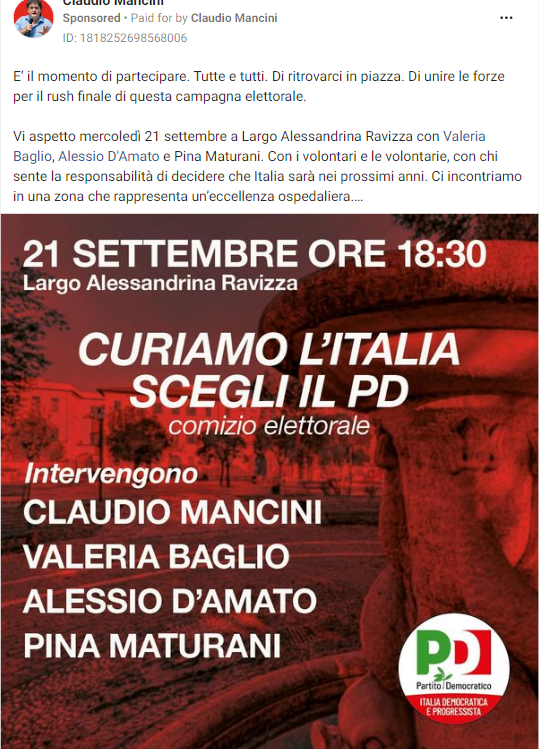 Claudio Mancini
Sponsored • Paid for by Claudio Mancini
ID: 1818252698568006
E' il momento di partecipare. Tutte e tutti. Di ritrovarci in piazza. Di unire le forze
per il rush finale di questa campagna elettorale.
Vi aspetto mercoledì 21 settembre a Largo Alessandrina Ravizza con Valeria
Baglio, Alessio D'Amato e Pina Maturani. Con i volontari e le volontarie, con chi
sente la responsabilità di decidere che Italia sarà nei prossimi anni. Ci incontriamo
in una zona che rappresenta un'eccellenza ospedaliera....
21 SETTEMBRE ORE 18:30
Largo Alessandrina Ravizza
CURIAMO L'ITALIA
SCEGLI IL PD
comizio elettorale
Intervengono
CLAUDIO MANCINI
VALERIA BAGLIO
ALESSIO D'AMATO
PINA MATURANI
PD
Partito Democratico
ITALIA DEMOCRATICA
E PROGRESSISTA